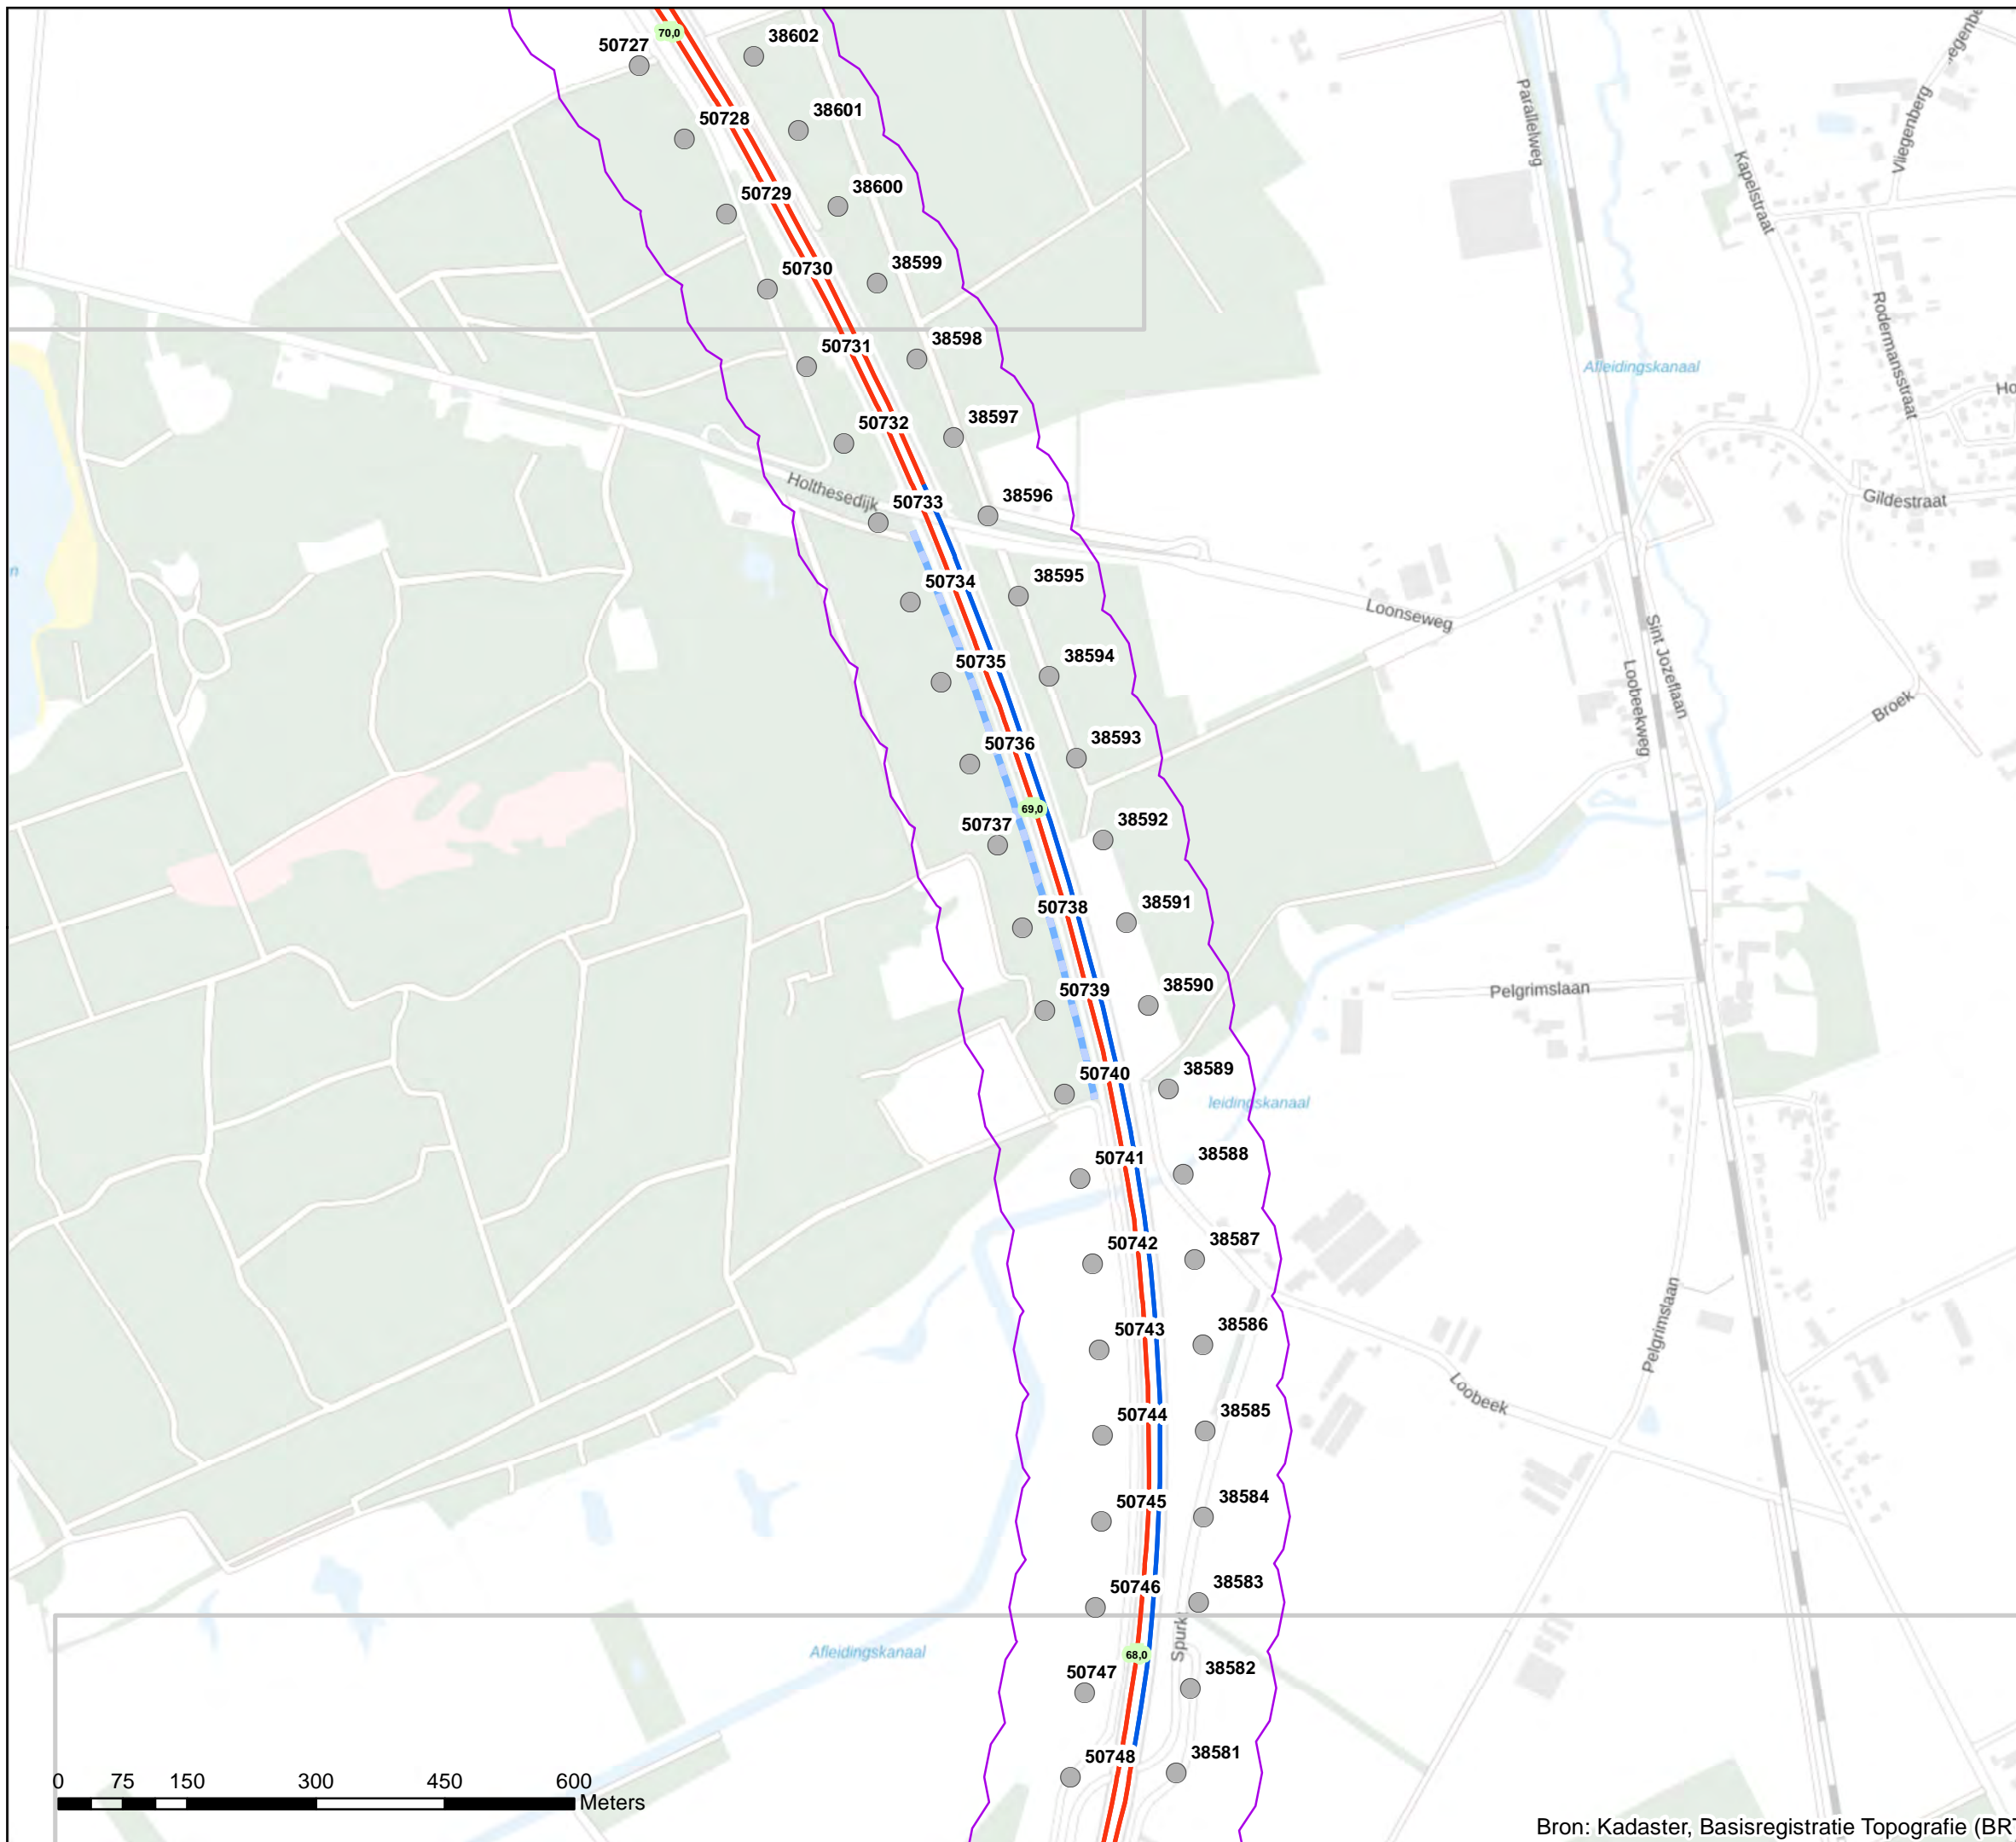 70,0
50727
38602
50728
38601
50729
38600
50730
38599
50731
38598
50732
38597
50733
38596
50734
38595
50735
38594
50736
38593
69,0
50737
38592
50738
38591
50739
38590
50740
38589
50741
38588
50742
38587
50743
38586
50744
38585
50745
38584
50746
38583
68,0
50747
38582
50748
38581
Parallelweg
Kapelstraat
Vliegenberg
egenbe
Rodermansstraat
Ho
Afleidingskanaal
Gildestraat
Holthesedijk
Loonseweg
Sint Jozeflaan
Loobeekweg
Broek
n
Pelgrimslaan
leidingskanaal
Pelgrimslaan
Loobeek
Spurk
Afleidingskanaal
0 75 150 300 450 600
Meters
Bron: Kadaster, Basisregistratie Topografie (BRT